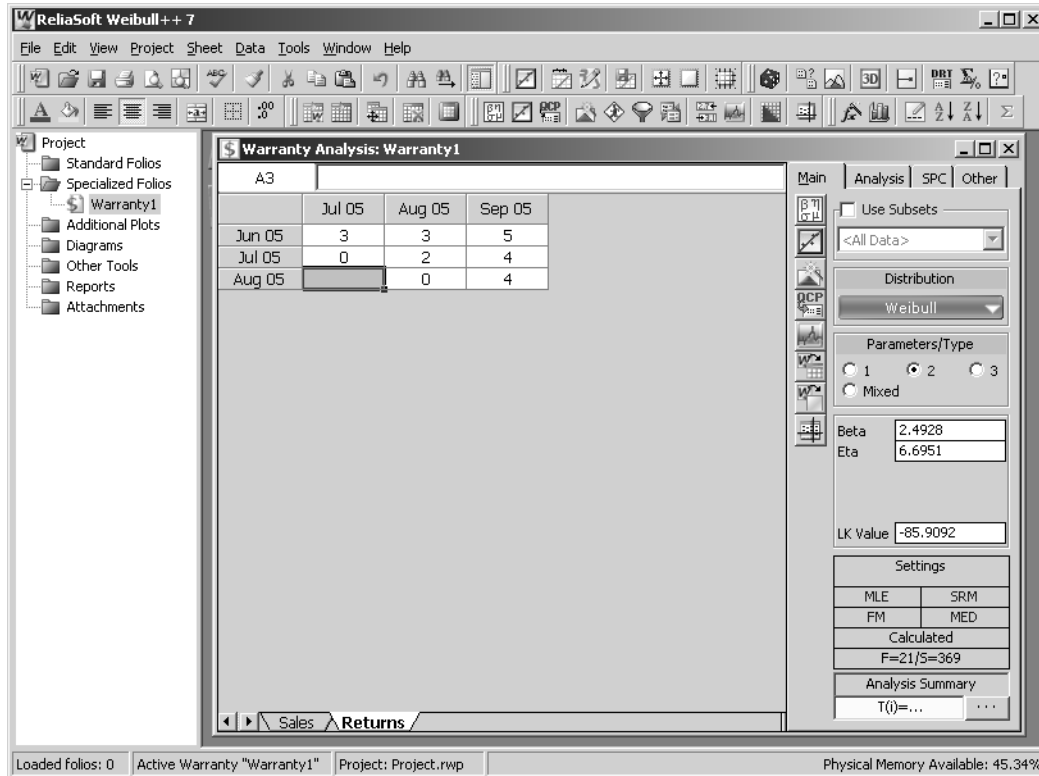 ReliaSoft Weibull++ 7
File Edit View Project Sheet Data Tools Window Help
Project
Standard Folios
Specialized Folios
Warranty1
Additional Plots
Diagrams
Other Tools
Reports
Attachments
Warranty Analysis: Warranty1
A3
Jul 05 Aug 05 Sep 05
Jun 05 3 3 5
Jul 05 0 2 4
Aug 05 0 4
Sales Returns
Main Analysis SPC Other
Use Subsets
<All Data>
Distribution
Weibull
Parameters/Type
1 2 3
Mixed
Beta 2.4928
Eta 6.6951
LK Value -85.9092
Settings
MLE SRM
FM MED
Calculated
F=21/S=369
Analysis Summary
T(i)=... ...
Loaded folios: 0 Active Warranty "Warranty1" Project: Project.rwp Physical Memory Available: 45.34%